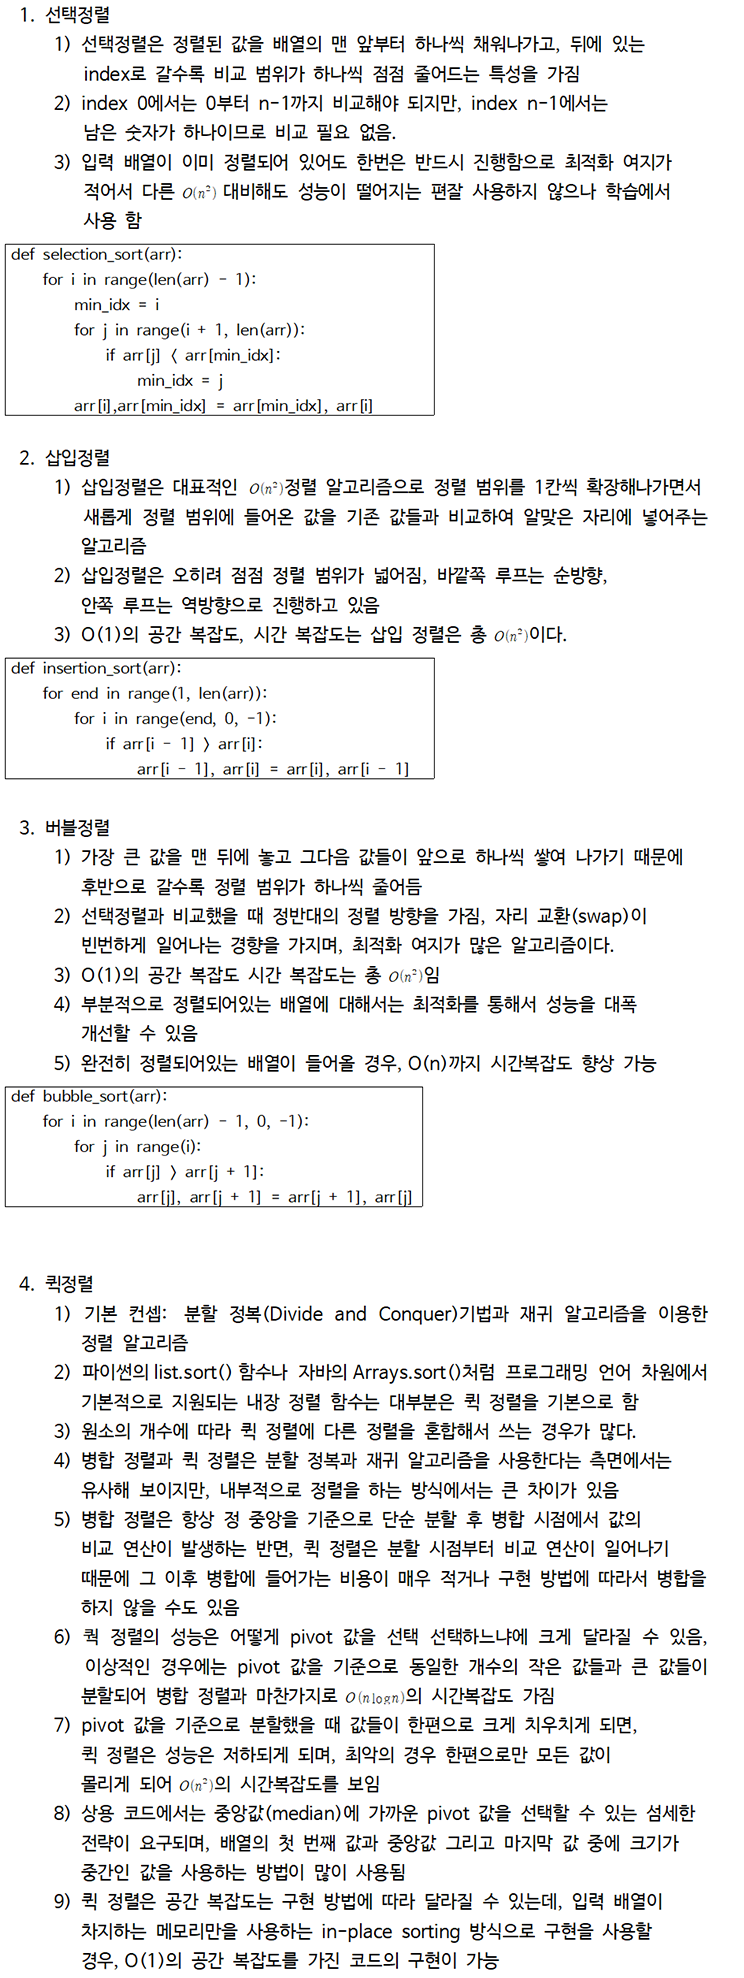 1. 선택정렬
1) 선택정렬은 정렬된 값을 배열의 맨 앞부터 하나씩 채워나가고, 뒤에 있는
index로 갈수록 비교 범위가 하나씩 점점 줄어드는 특성을 가짐
2) index 0에서는 0부터 n-1까지 비교해야 되지만, index n-1에서는
남은 숫자가 하나이므로 비교 필요 없음.
3) 입력 배열이 이미 정렬되어 있어도 한번은 반드시 진행함으로 최적화 여지가
적어서 다른 O(n²) 대비해도 성능이 떨어지는 편잘 사용하지 않으나 학습에서
사용 함
def selection_sort(arr):
for i in range(len(arr) - 1):
min_idx = i
for j in range(i + 1, len(arr)):
if arr[j] < arr[min_idx]:
min_idx = j
arr[i],arr[min_idx] = arr[min_idx], arr[i]
2. 삽입정렬
1) 삽입정렬은 대표적인 O(n²)정렬 알고리즘으로 정렬 범위를 1칸씩 확장해나가면서
새롭게 정렬 범위에 들어온 값을 기존 값들과 비교하여 알맞은 자리에 넣어주는
알고리즘
2) 삽입정렬은 오히려 점점 정렬 범위가 넓어짐, 바깥쪽 루프는 순방향,
안쪽 루프는 역방향으로 진행하고 있음
3) O(1)의 공간 복잡도, 시간 복잡도는 삽입 정렬은 총 O(n²)이다.
def insertion_sort(arr):
for end in range(1, len(arr)):
for i in range(end, 0, -1):
if arr[i - 1] > arr[i]:
arr[i - 1], arr[i] = arr[i], arr[i - 1]
3. 버블정렬
1) 가장 큰 값을 맨 뒤에 놓고 그다음 값들이 앞으로 하나씩 쌓여 나가기 때문에
후반으로 갈수록 정렬 범위가 하나씩 줄어듬
2) 선택정렬과 비교했을 때 정반대의 정렬 방향을 가짐, 자리 교환(swap)이
빈번하게 일어나는 경향을 가지며, 최적화 여지가 많은 알고리즘이다.
3) O(1)의 공간 복잡도 시간 복잡도는 총 O(n²)임
4) 부분적으로 정렬되어있는 배열에 대해서는 최적화를 통해서 성능을 대폭
개선할 수 있음
5) 완전히 정렬되어있는 배열이 들어올 경우, O(n)까지 시간복잡도 향상 가능
def bubble_sort(arr):
for i in range(len(arr) - 1, 0, -1):
for j in range(i):
if arr[j] > arr[j + 1]:
arr[j], arr[j + 1] = arr[j + 1], arr[j]
4. 퀵정렬
1) 기본 컨셉: 분할 정복(Divide and Conquer)기법과 재귀 알고리즘을 이용한
정렬 알고리즘
2) 파이썬의 list.sort() 함수나 자바의 Arrays.sort()처럼 프로그래밍 언어 차원에서
기본적으로 지원되는 내장 정렬 함수는 대부분은 퀵 정렬을 기본으로 함
3) 원소의 개수에 따라 퀵 정렬에 다른 정렬을 혼합해서 쓰는 경우가 많다.
4) 병합 정렬과 퀵 정렬은 분할 정복과 재귀 알고리즘을 사용한다는 측면에서는
유사해 보이지만, 내부적으로 정렬을 하는 방식에서는 큰 차이가 있음
5) 병합 정렬은 항상 정 중앙을 기준으로 단순 분할 후 병합 시점에서 값의
비교 연산이 발생하는 반면, 퀵 정렬은 분할 시점부터 비교 연산이 일어나기
때문에 그 이후 병합에 들어가는 비용이 매우 적거나 구현 방법에 따라서 병합을
하지 않을 수도 있음
6) 퀵 정렬의 성능은 어떻게 pivot 값을 선택 선택하느냐에 크게 달라질 수 있음,
이상적인 경우에는 pivot 값을 기준으로 동일한 개수의 작은 값들과 큰 값들이
분할되어 병합 정렬과 마찬가지로 O(nlogn)의 시간복잡도 가짐
7) pivot 값을 기준으로 분할했을 때 값들이 한편으로 크게 치우치게 되면,
퀵 정렬은 성능은 저하되게 되며, 최악의 경우 한편으로만 모든 값이
몰리게 되어 O(n²)의 시간복잡도를 보임
8) 상용 코드에서는 중앙값(median)에 가까운 pivot 값을 선택할 수 있는 섬세한
전략이 요구되며, 배열의 첫 번째 값과 중앙값 그리고 마지막 값 중에 크기가
중간인 값을 사용하는 방법이 많이 사용됨
9) 퀵 정렬은 공간 복잡도는 구현 방법에 따라 달라질 수 있는데, 입력 배열이
차지하는 메모리만을 사용하는 in-place sorting 방식으로 구현을 사용할
경우, O(1)의 공간 복잡도를 가진 코드의 구현이 가능